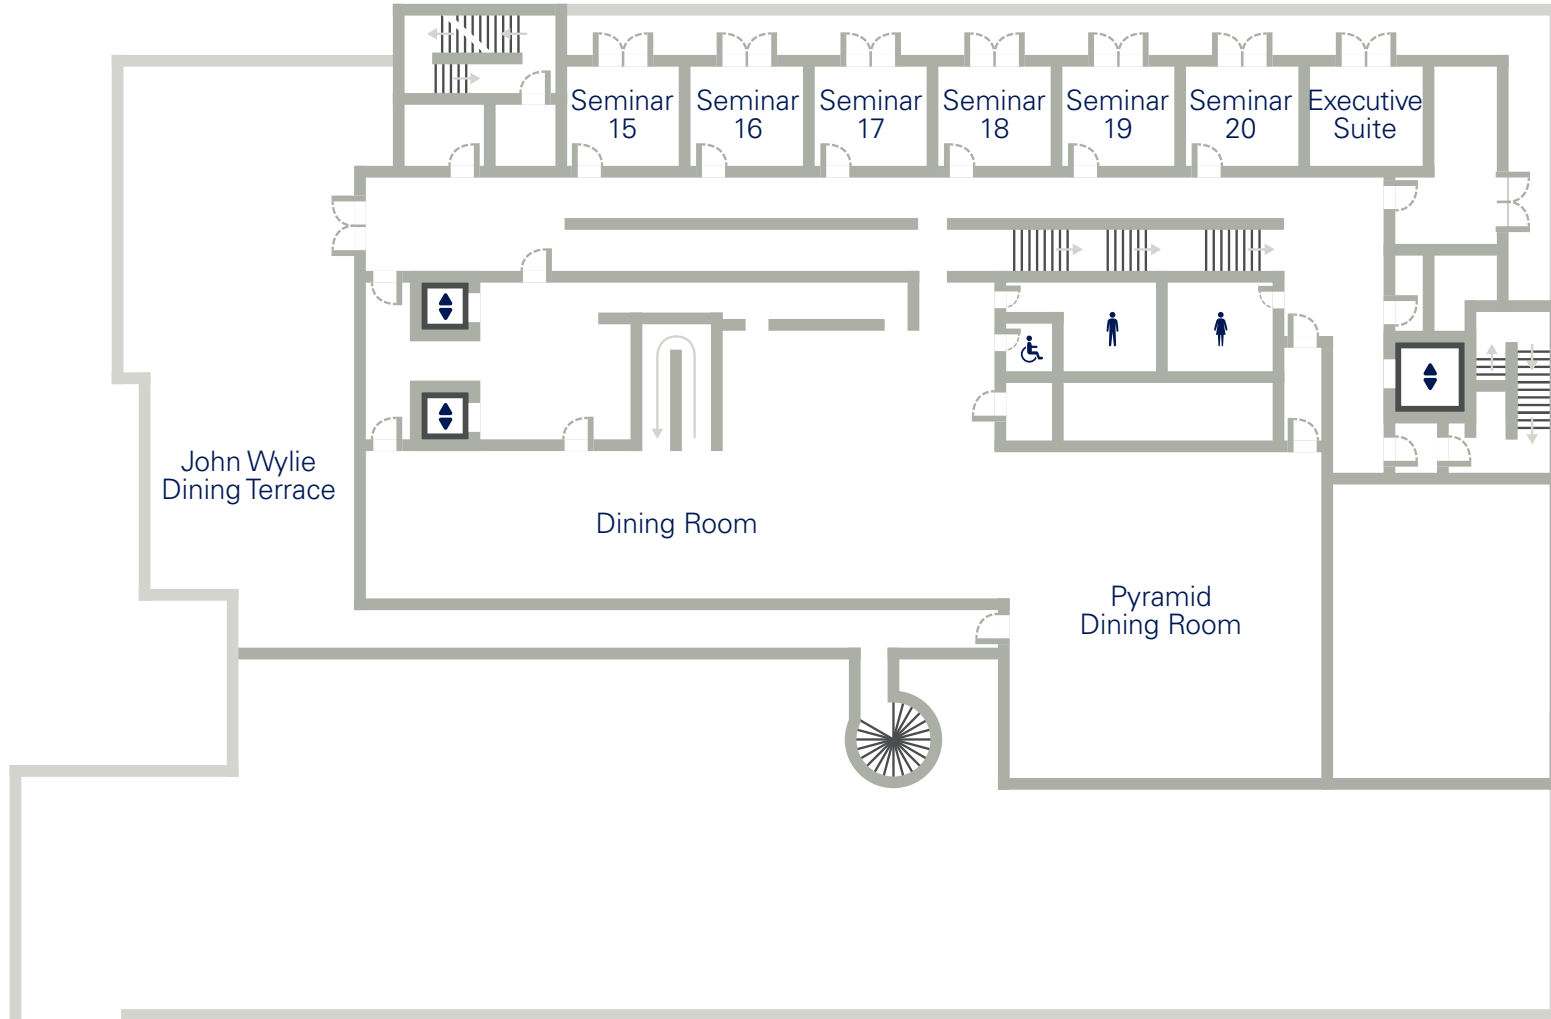 Seminar
15
Seminar
16
Seminar
17
Seminar
18
Seminar
19
Seminar
20
Executive
Suite
John Wylie
Dining Terrace
Dining Room
Pyramid
Dining Room